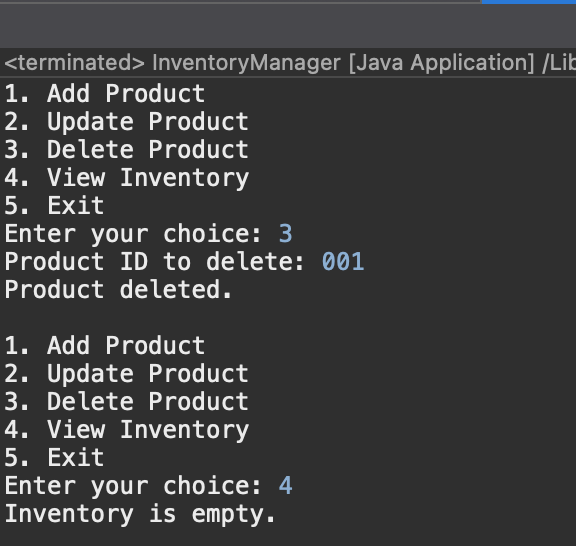 <terminated> InventoryManager [Java Application] /Lib
1. Add Product
2. Update Product
3. Delete Product
4. View Inventory
5. Exit
Enter your choice: 3
Product ID to delete: 001
Product deleted.
1. Add Product
2. Update Product
3. Delete Product
4. View Inventory
5. Exit
Enter your choice: 4
Inventory is empty.